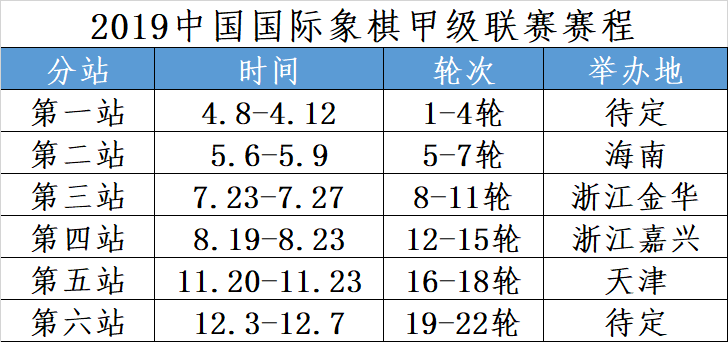 2019中国国际象棋甲级联赛赛程
分站 时间 轮次 举办地
第一站 4.8-4.12 1-4轮 待定
第二站 5.6-5.9 5-7轮 海南
第三站 7.23-7.27 8-11轮 浙江金华
第四站 8.19-8.23 12-15轮 浙江嘉兴
第五站 11.20-11.23 16-18轮 天津
第六站 12.3-12.7 19-22轮 待定